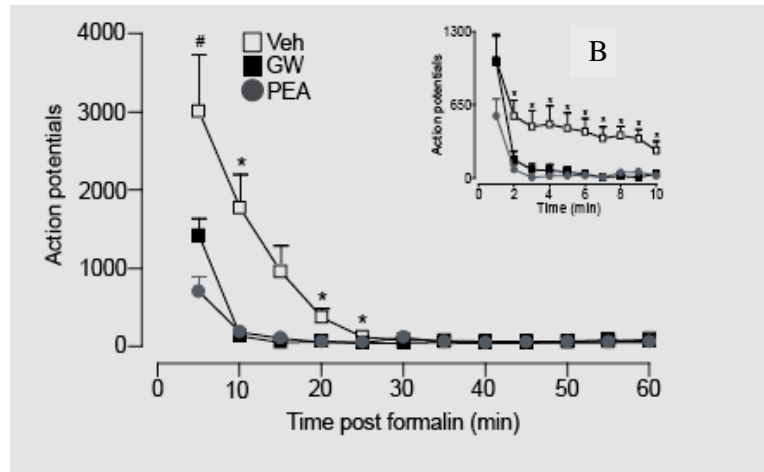 4000
3000
2000
1000
0
Action potentials
#
*
*
*
Veh
GW
PEA
0 10 20 30 40 50 60
Time post formalin (min)
B
1300
650
0
Action potentials
* * * * * * * * *
0 2 4 6 8 10
Time (min)